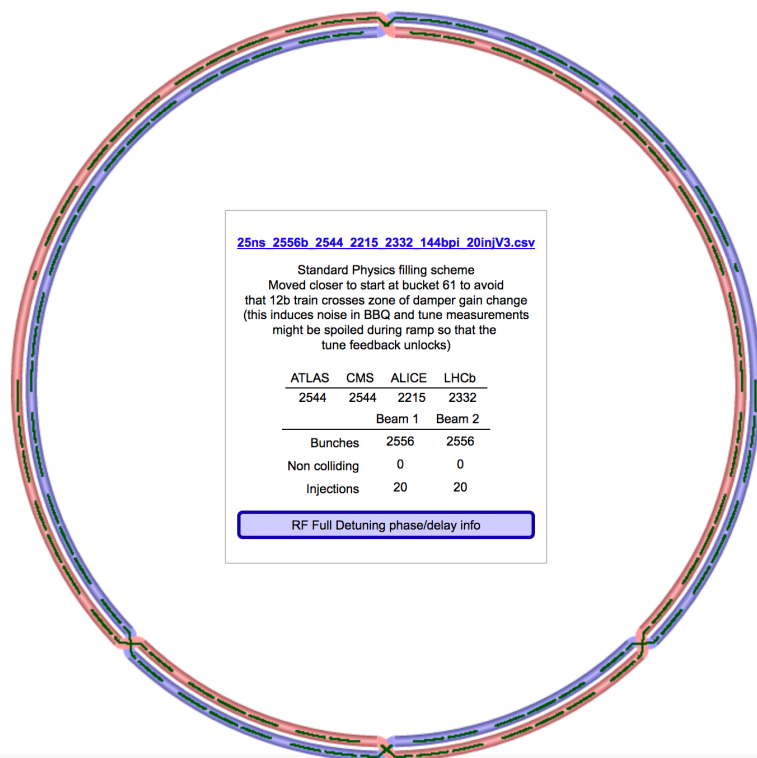 25ns_2556b_2544_2215_2332_144bpi_20injV3.csv
Standard Physics filling scheme
Moved closer to start at bucket 61 to avoid
that 12b train crosses zone of damper gain change
(this induces noise in BBQ and tune measurements
might be spoiled during ramp so that the
tune feedback unlocks)
ATLAS CMS ALICE LHCb
2544 2544 2215 2332
Beam 1 Beam 2
Bunches 2556 2556
Non colliding 0 0
Injections 20 20
RF Full Detuning phase/delay info